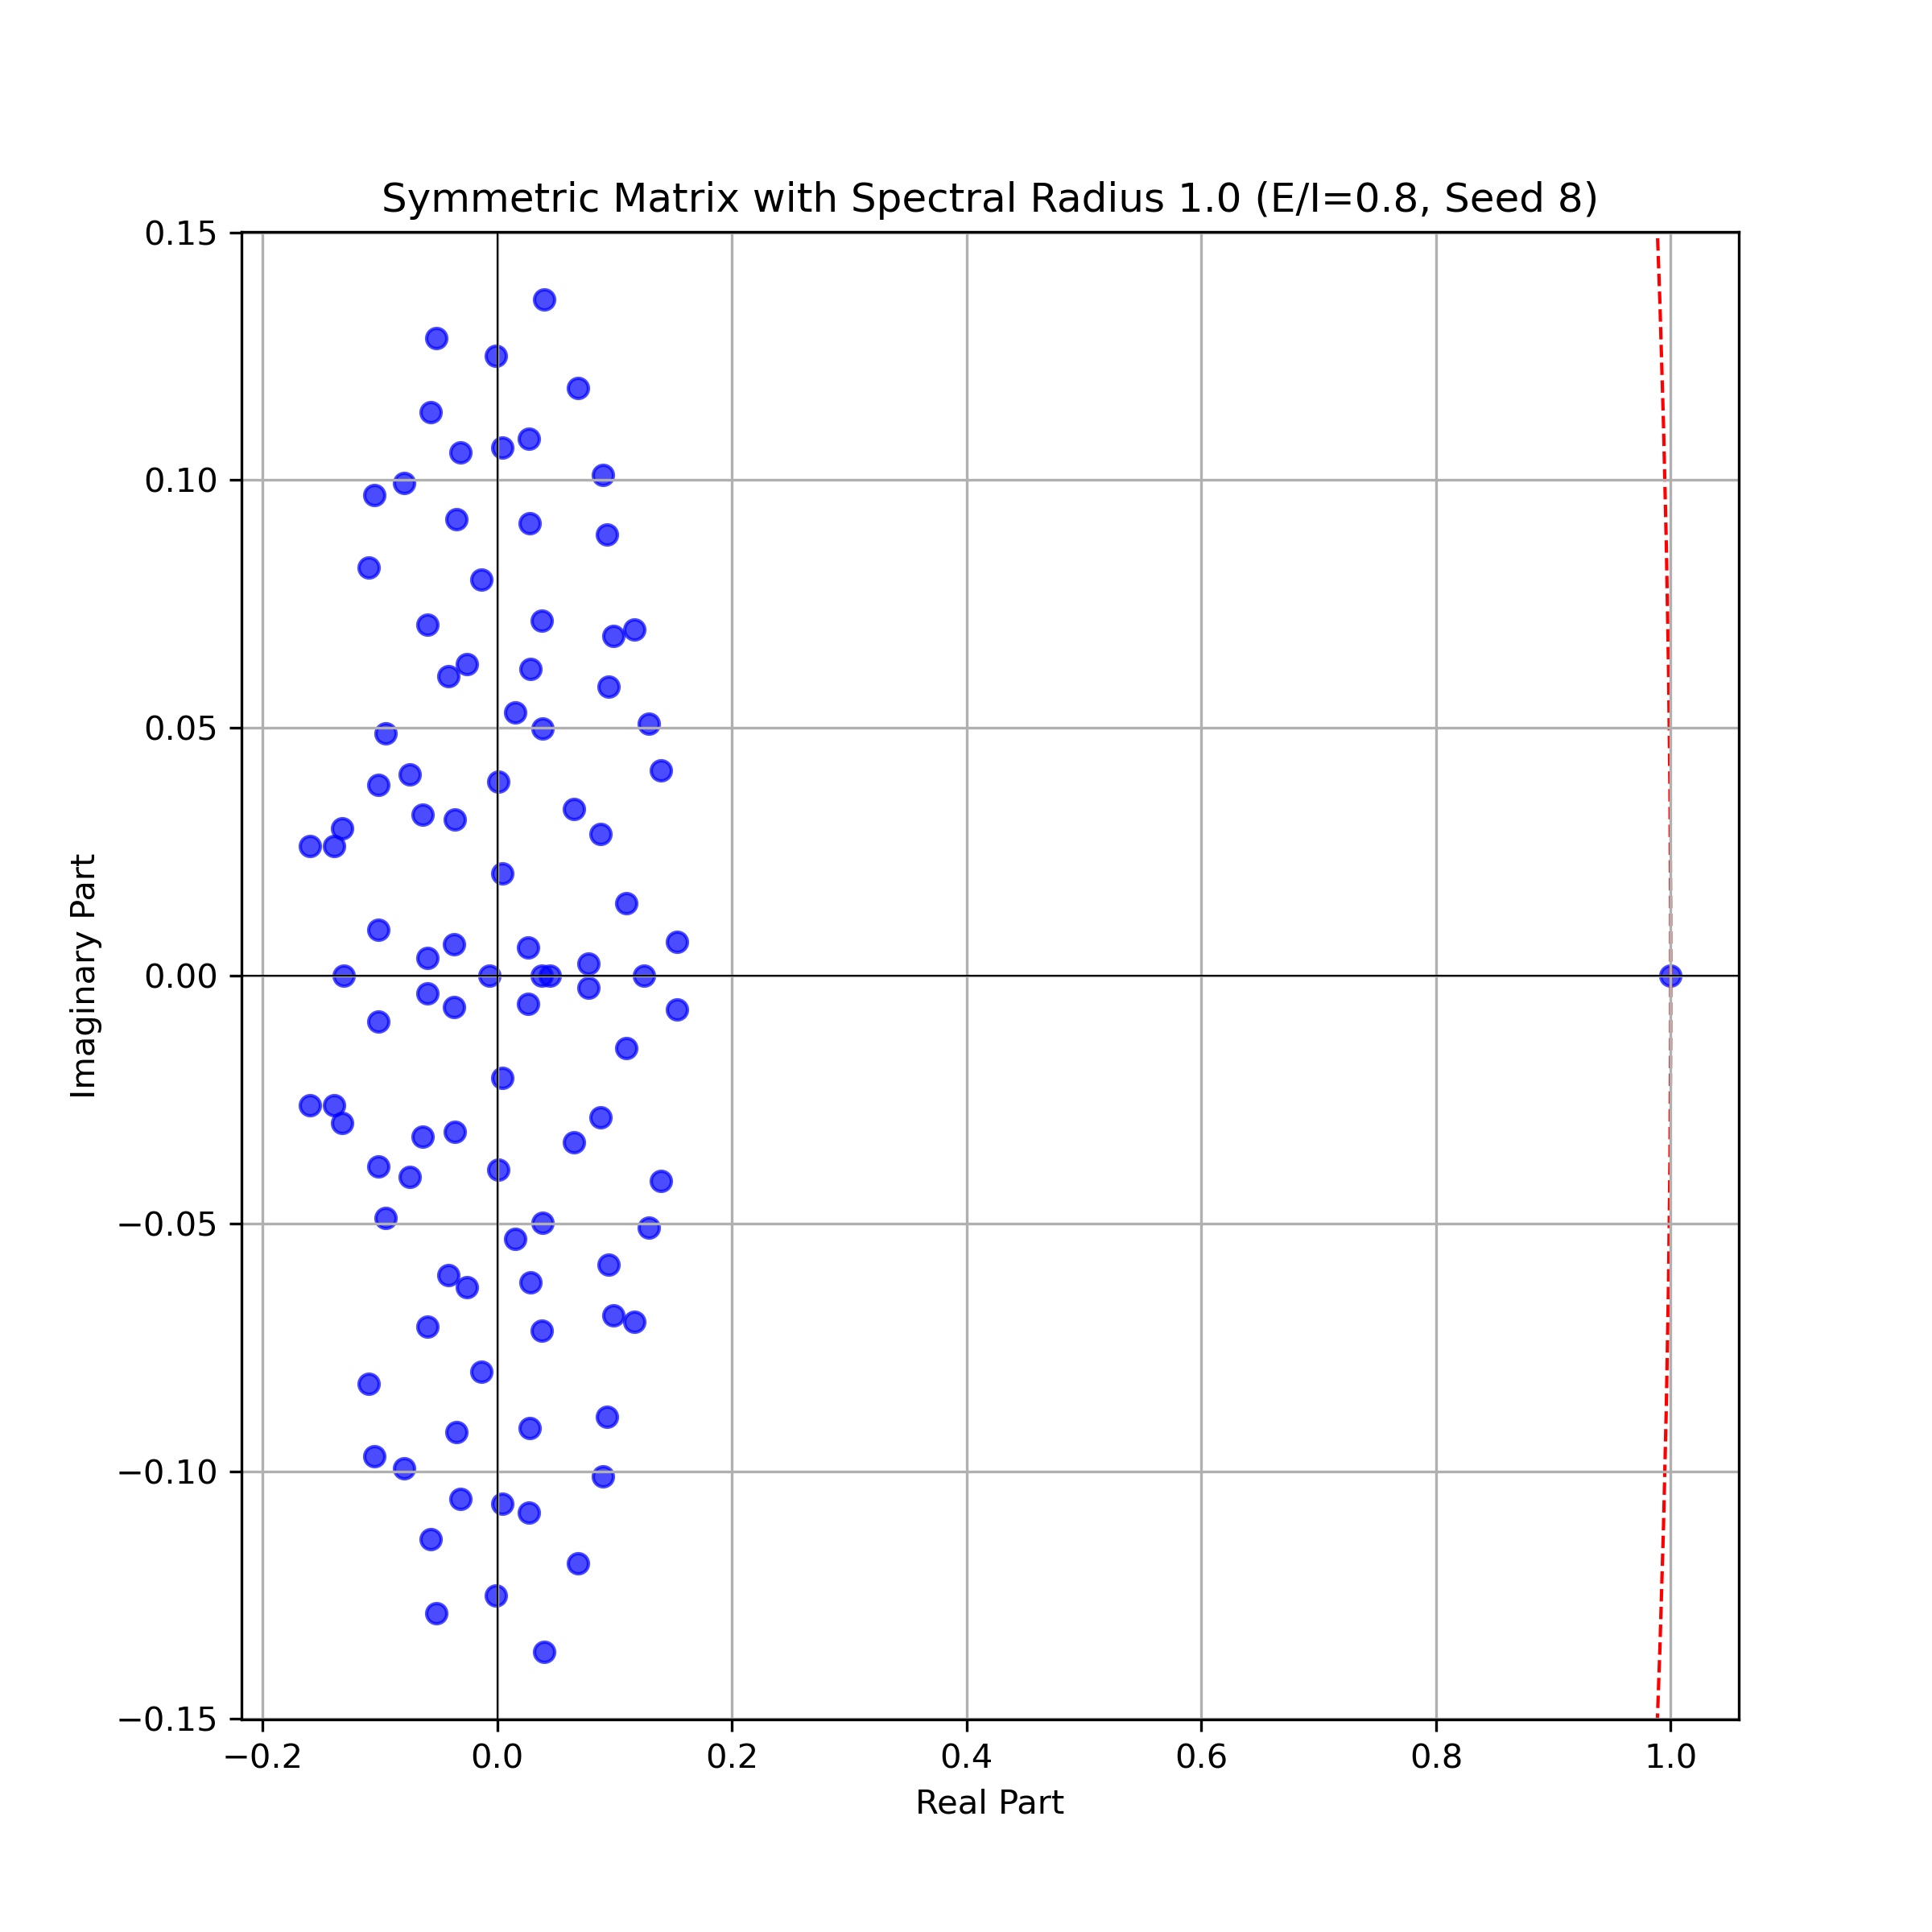 Symmetric Matrix with Spectral Radius 1.0 (E/I=0.8, Seed 8)
0.15
0.10
0.05
0.00
−0.05
−0.10
−0.15
Imaginary Part
−0.2 0.0 0.2 0.4 0.6 0.8 1.0
Real Part